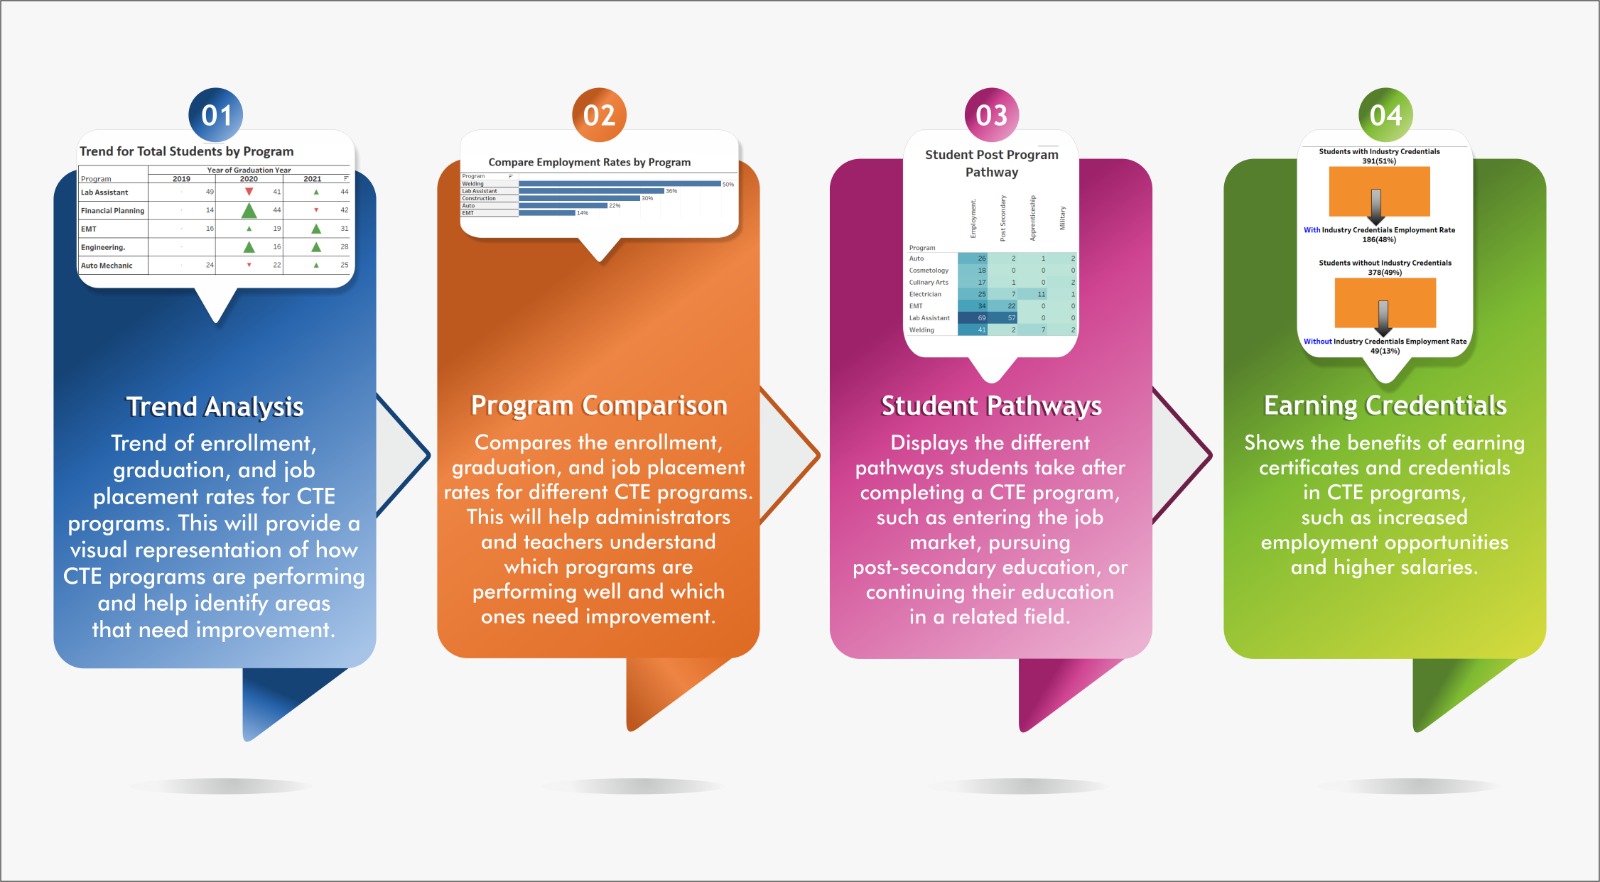 01
Trend for Total Students by Program
Year of Graduation Year
Program 2019 2020 2021
Lab Assistant 49 41 44
Financial Planning 14 44 42
EMT 16 19 31
Engineering. 16 28
Auto Mechanic 24 22 25
Trend Analysis
Trend of enrollment,
graduation, and job
placement rates for CTE
programs. This will provide a
visual representation of how
CTE programs are performing
and help identify areas
that need improvement.
02
Compare Employment Rates by Program
Program
Welding 50%
Lab Assistant 36%
Construction 30%
Auto 22%
EMT 14%
Program Comparison
Compares the enrollment,
graduation, and job placement
rates for different CTE programs.
This will help administrators
and teachers understand
which programs are
performing well and which
ones need improvement.
03
Student Post Program
Pathway
Employment. Post Secondary Apprenticeship Military
Program
Auto 26 2 1 2
Cosmetology 18 0 0 0
Culinary Arts 17 1 0 2
Electrician 25 7 11 1
EMT 34 22 0 0
Lab Assistant 69 57 0 0
Welding 41 2 7 2
Student Pathways
Displays the different
pathways students take after
completing a CTE program,
such as entering the job
market, pursuing
post-secondary education, or
continuing their education
in a related field.
04
Students with Industry Credentials
391(51%)
With Industry Credentials Employment Rate
186(48%)
Students without Industry Credentials
378(49%)
Without Industry Credentials Employment Rate
49(13%)
Earning Credentials
Shows the benefits of earning
certificates and credentials
in CTE programs,
such as increased
employment opportunities
and higher salaries.